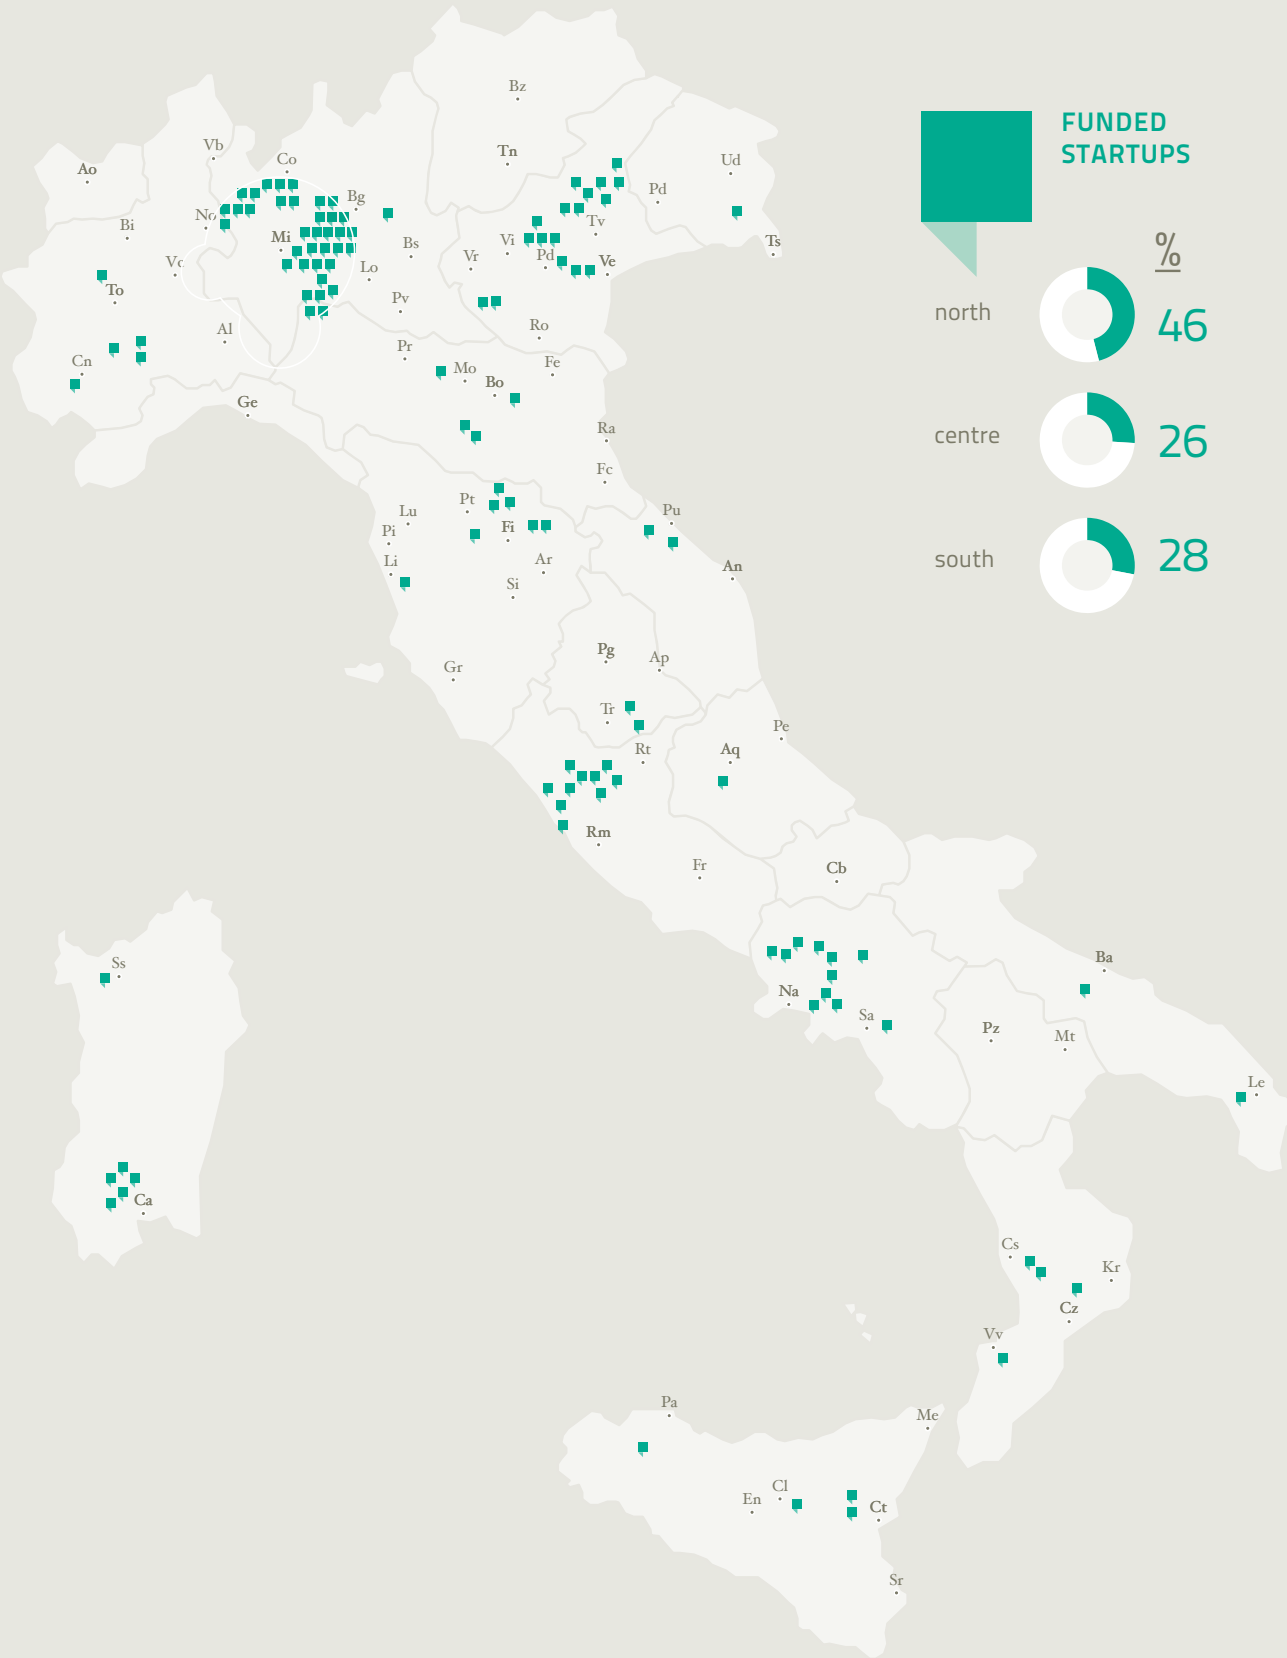 FUNDED
STARTUPS
%
north
46
centre
26
south
28
Bz
Vb
Tn
Co
Ao
Ud
Bg
Pd
No
Bi
Tv
Mi
Vi
Ts
Bs
Vr
Pd
Ve
Lo
To
Pv
Al
Ro
Pr
Fe
Cn
Mo
Bo
Ge
Ra
Fc
Pt
Lu
Pu
Fi
Pi
Li
Ar
An
Si
Pg
Ap
Gr
Tr
Pe
Rt
Aq
Rm
Fr
Cb
Ss
Ba
Na
Sa
Pz
Mt
Le
Ca
Cs
Kr
Cz
Vv
Pa
Me
Cl
En
Ct
Sr